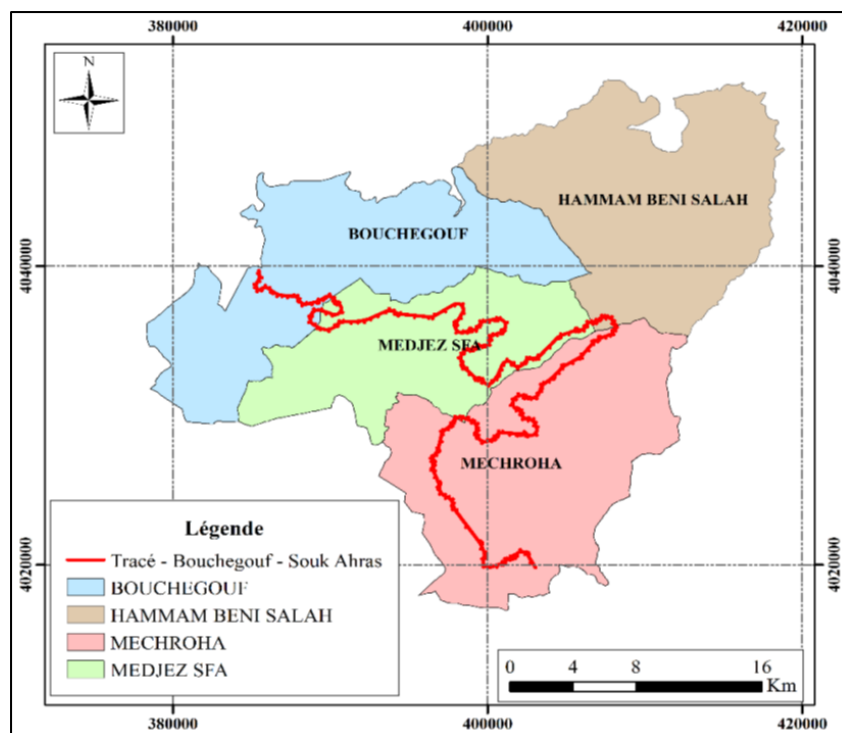 380000 400000 420000
4040000 4040000
HAMMAM BENI SALAH
BOUCHEGOUF
MEDJEZ SFA
MECHROHA
4020000 4020000
Légende
Tracé - Bouchegouf - Souk Ahras
BOUCHEGOUF
HAMMAM BENI SALAH
MECHROHA
MEDJEZ SFA
0 4 8 16
Km
380000 400000 420000